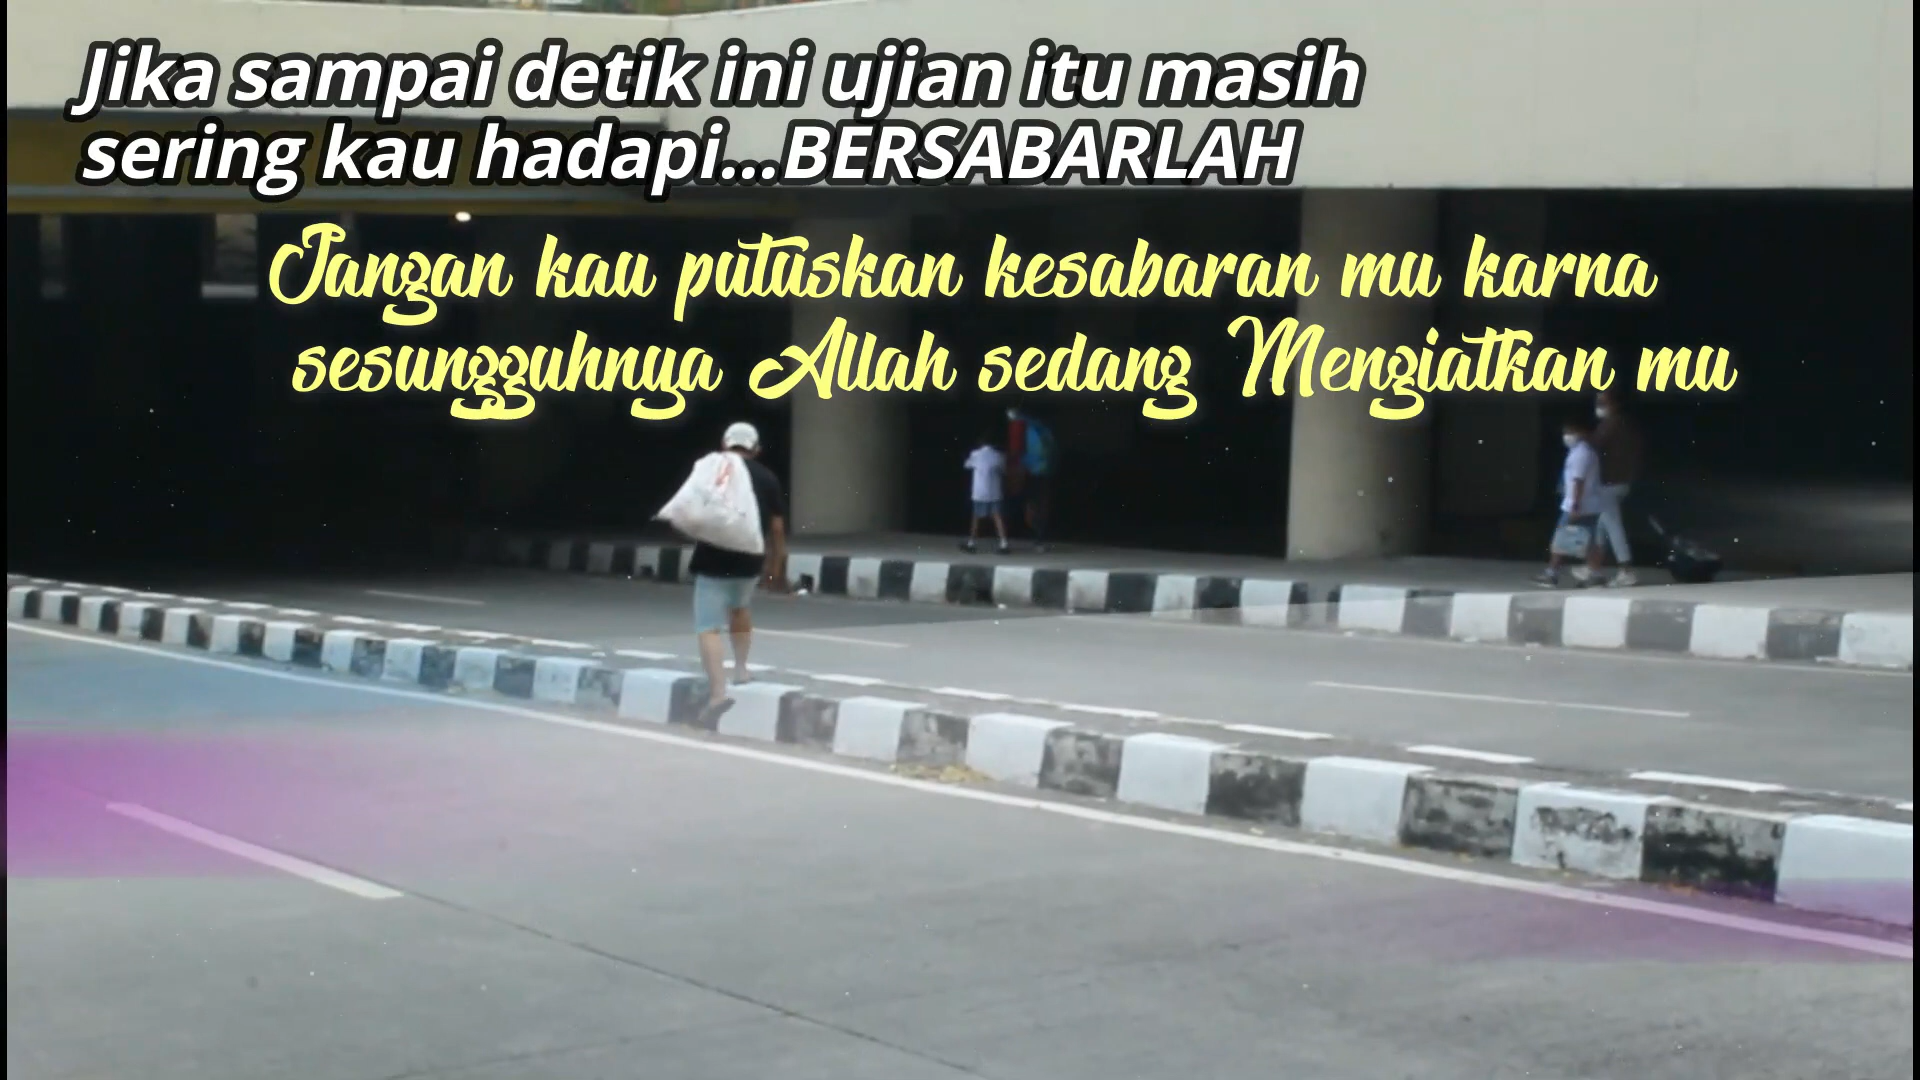 Jika sampai detik ini ujian itu masih
sering kau hadapi...BERSABARLAH
Jangan kau putuskan kesabaran mu karna
sesungguhnya Allah sedang Mengiatkan mu